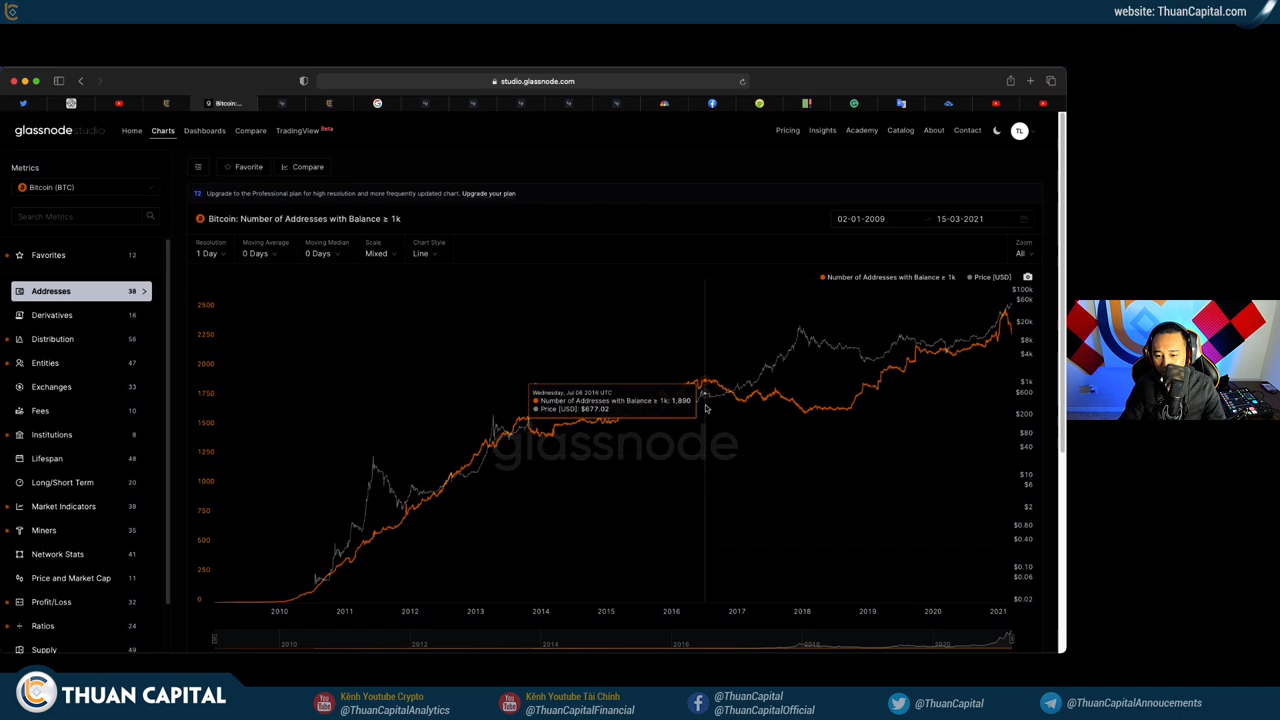 website: ThuanCapital.com
studio.glassnode.com
Bitcoin:...
glassnode studio
Home
Charts
Dashboards
Compare
TradingView Beta
Pricing
Insights
Academy
Catalog
About
Contact
TL
Metrics
Favorite
Compare
Bitcoin (BTC)
T2 Upgrade to the Professional plan for high resolution and more frequently updated chart. Upgrade your plan
Search Metrics
Bitcoin: Number of Addresses with Balance ≥ 1k
02-01-2009 → 15-03-2021
Resolution
1 Day
Moving Average
0 Days
Moving Median
0 Days
Scale
Mixed
Chart Style
Line
Zoom
All
Favorites 12
Addresses 38
Derivatives 16
Distribution 56
Entities 47
Exchanges 393
Fees 10
Institutions 8
Lifespan 48
Long/Short Term 20
Market Indicators 38
Miners 35
Network Stats 41
Price and Market Cap 11
Profit/Loss 32
Ratios 24
Supply 49
Number of Addresses with Balance ≥ 1k
Price [USD]
2500
2250
2000
1750
1500
1250
1000
750
500
250
0
$100k
$60k
$20k
$8k
$4k
$1k
$600
$200
$80
$40
$10
$6
$2
$0.80
$0.40
$0.10
$0.06
$0.02
Wednesday, Jul 06 2016 UTC
Number of Addresses with Balance ≥ 1k: 1,890
Price [USD]: $677.02
glassnode
2010 2011 2012 2013 2014 2015 2016 2017 2018 2019 2020 2021
2010 2012 2014 2016 2018 2020
THUAN CAPITAL
Kênh Youtube Crypto
@ThuanCapitalAnalytics
Kênh Youtube Tài Chính
@ThuanCapitalFinancial
@ThuanCapital
@ThuanCapitalOfficial
@ThuanCapital
@ThuanCapitalAnnoucements